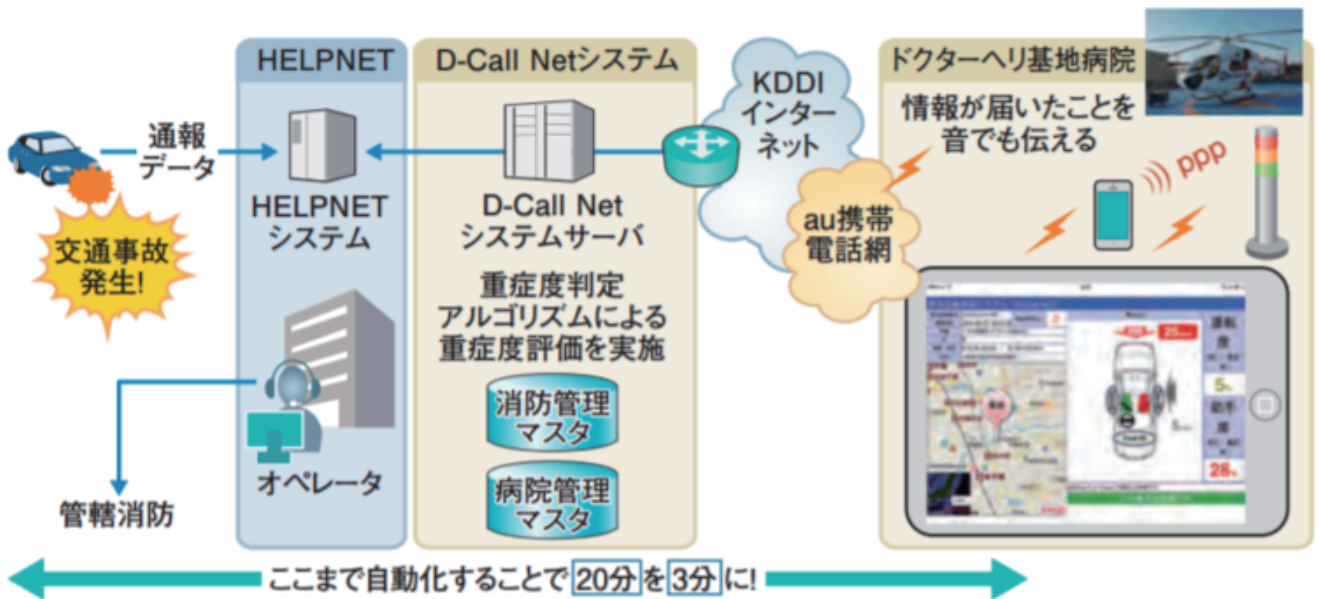 HELPNET
D-Call Netシステム
KDDI
インター
ネット
ドクターヘリ基地病院
情報が届いたことを
音でも伝える
通報
データ
HELPNET
システム
D-Call Net
システムサーバ
au携帯
電話網
ppp
交通事故
発生!
重症度判定
アルゴリズムによる
重症度評価を実施
消防管理
マスタ
病院管理
マスタ
オペレータ
管轄消防
運転
席
5%
助手
席
28%
ここまで自動化することで20分を3分に!